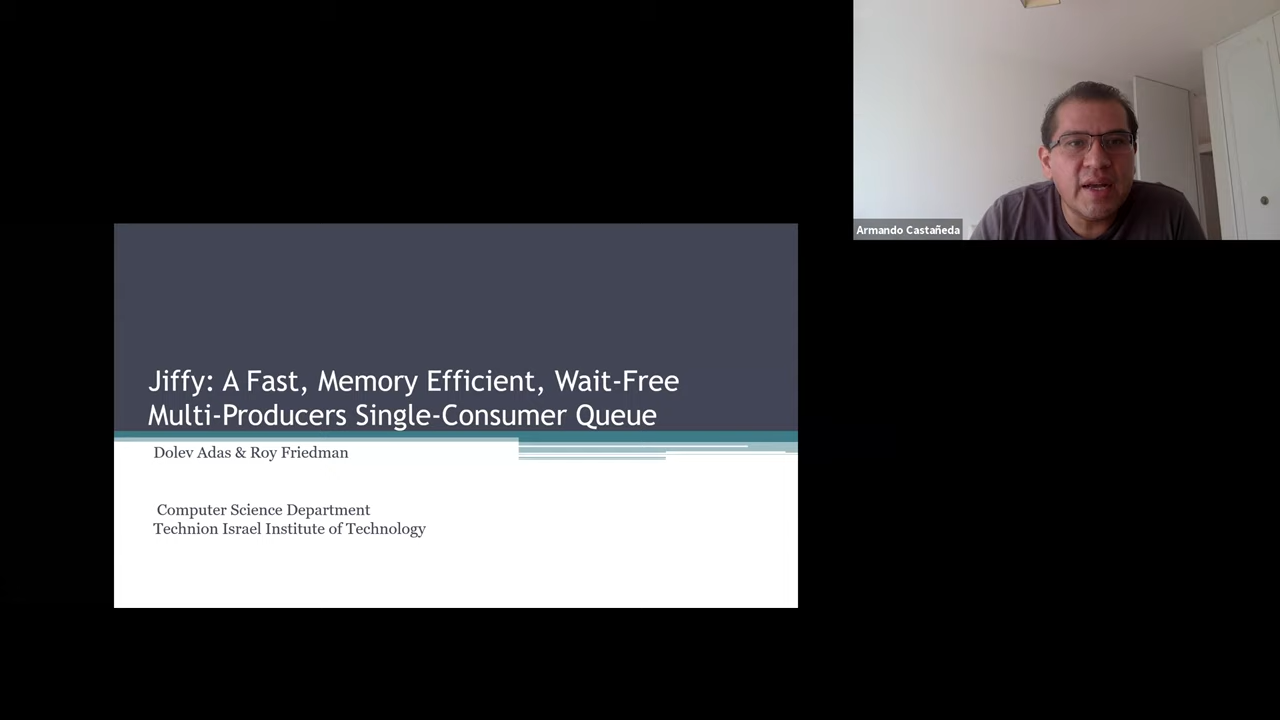 Armando Castañeda
Jiffy: A Fast, Memory Efficient, Wait-Free
Multi-Producers Single-Consumer Queue
Dolev Adas & Roy Friedman
Computer Science Department
Technion Israel Institute of Technology